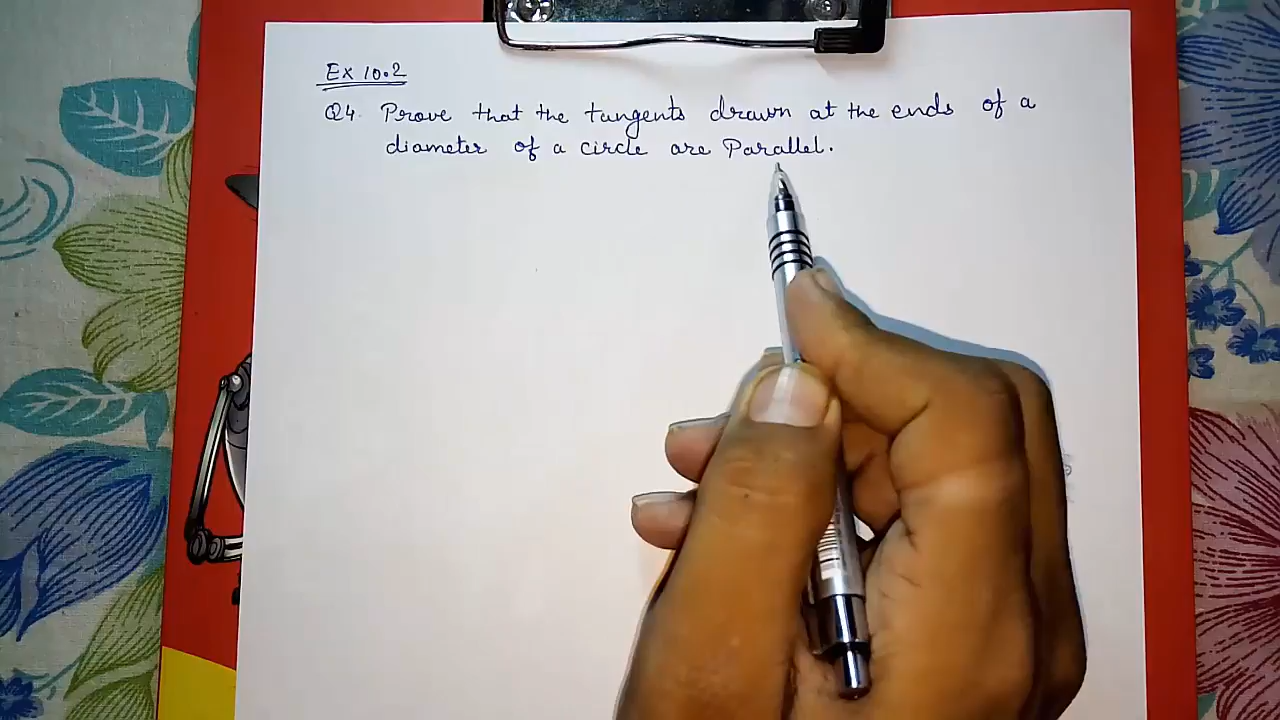 Ex 10.2
Q4. Prove that the tangents drawn at the ends of a
diameter of a circle are Parallel.